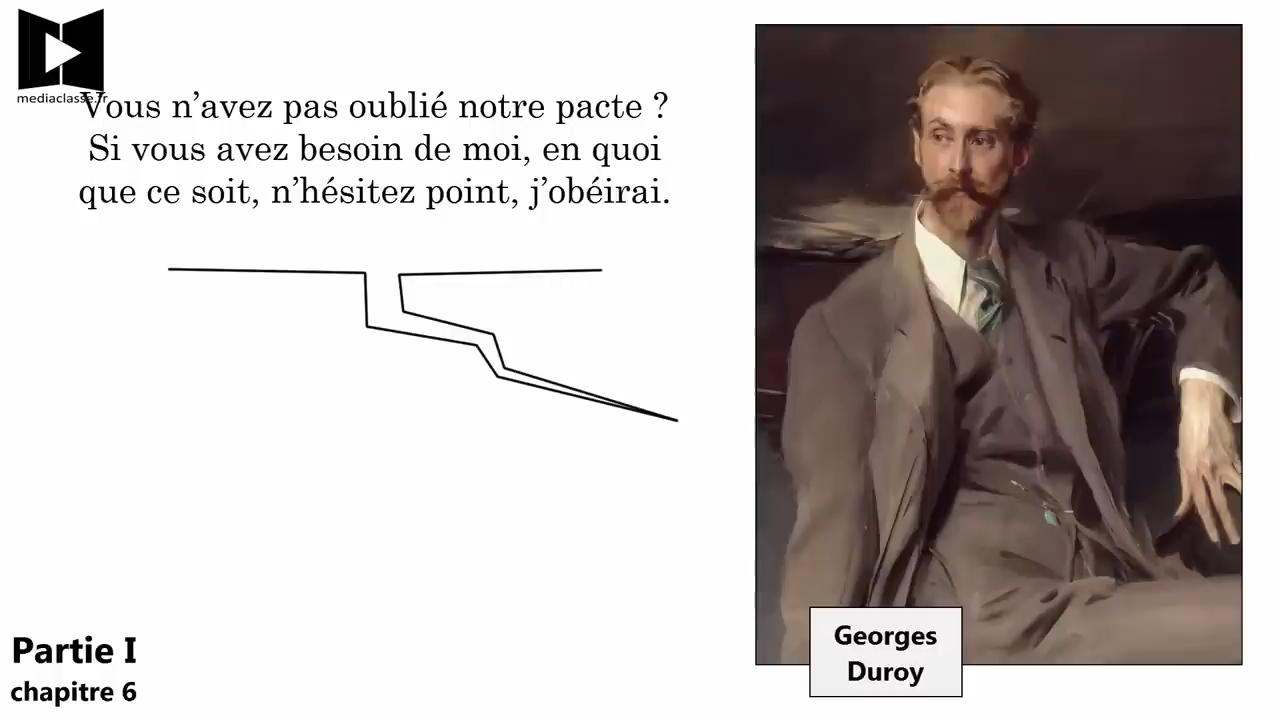 mediaclasse.fr
Vous n’avez pas oublié notre pacte ?
Si vous avez besoin de moi, en quoi
que ce soit, n’hésitez point, j’obéirai.
Georges
Duroy
Partie I
chapitre 6